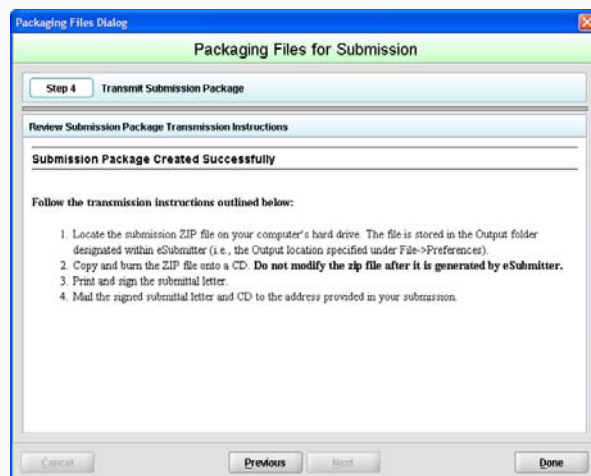 Packaging Files Dialog
Packaging Files for Submission
Step 4 Transmit Submission Package
Review Submission Package Transmission Instructions
Submission Package Created Successfully
Follow the transmission instructions outlined below:
1. Locate the submission ZIP file on your computer's hard drive. The file is stored in the Output folder
designated within eSubmitter (i.e., the Output location specified under File->Preferences).
2. Copy and burn the ZIP file onto a CD. Do not modify the zip file after it is generated by eSubmitter.
3. Print and sign the submittal letter.
4. Mail the signed submittal letter and CD to the address provided in your submission.
Cancel Previous Next Done